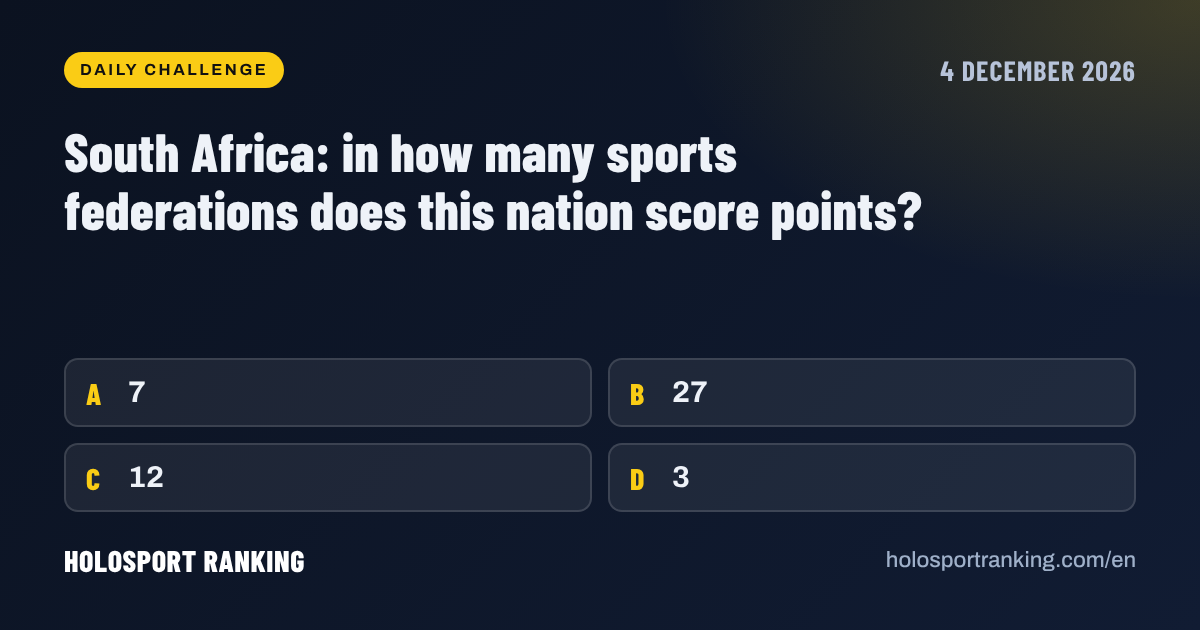 DAILY CHALLENGE
4 DECEMBER 2026
South Africa: in how many sports
federations does this nation score points?
A 7
B 27
C 12
D 3
HOLOSPORT RANKING
holosportranking.com/en